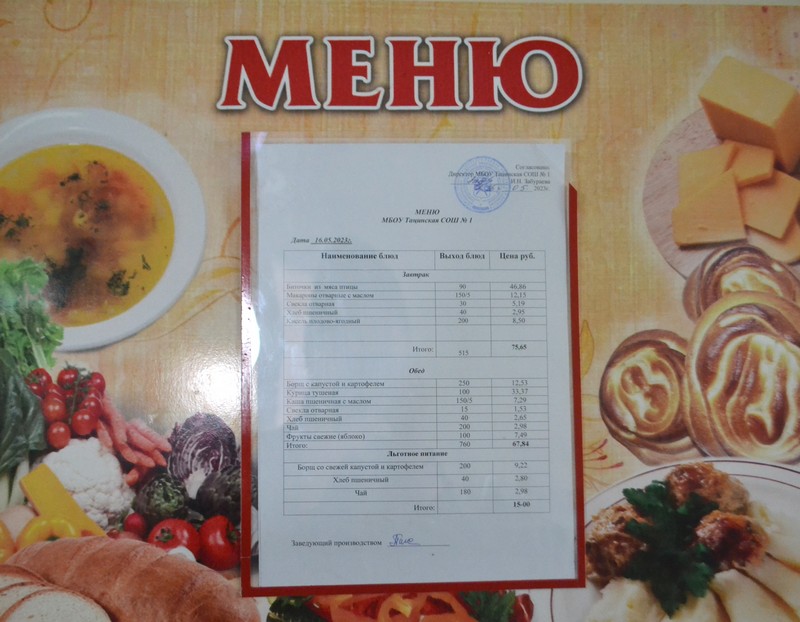 МЕНЮ
Согласовано:
Директор МБОУ Тацинская СОШ № 1
И.Н. Забураева
2023г.
МЕНЮ
МБОУ Тацинская СОШ № 1
Дата 16.05.2023г.
Наименование блюд Выход блюд Цена руб.
Завтрак
Биточки из мяса птицы 90 46,86
Макароны отварные с маслом 150/5 12,15
Свекла отварная 30 5,19
Хлеб пшеничный 40 2,95
Кисель плодово-ягодный 200 8,50
Итого: 515 75,65
Обед
Борщ с капустой и картофелем 250 12,53
Курица тушеная 100 33,37
Каша пшеничная с маслом 150/5 7,29
Свекла отварная 15 1,53
Хлеб пшеничный 40 2,65
Чай 200 2,98
Фрукты свежие (яблоко) 100 7,49
Итого: 760 67,84
Льготное питание
Борщ со свежей капустой и картофелем 200 9,22
Хлеб пшеничный 40 2,80
Чай 180 2,98
Итого: 15-00
Заведующий производством